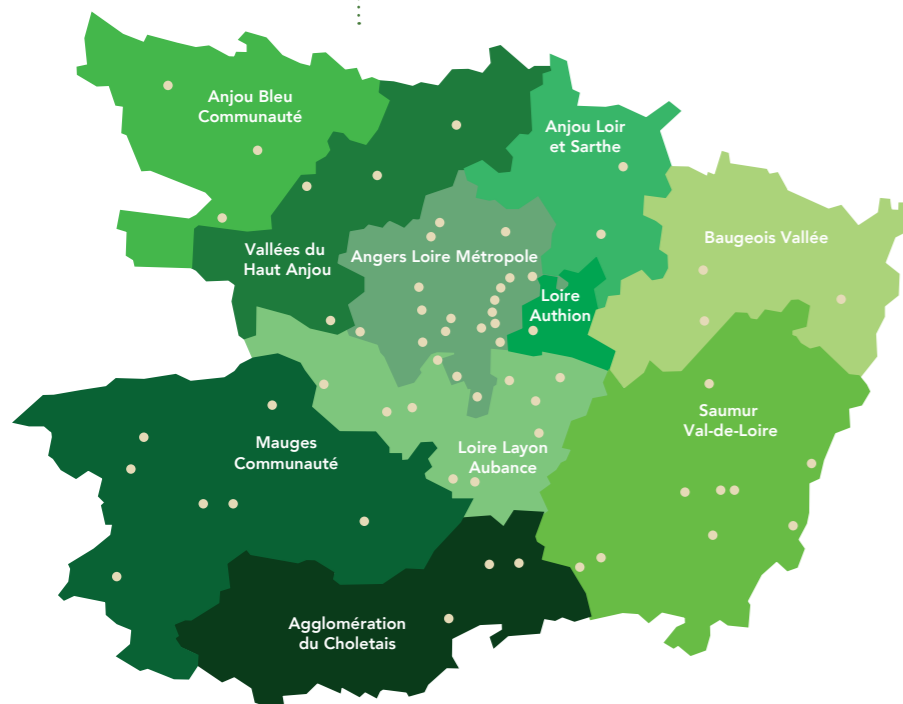 Anjou Bleu
Communauté
Anjou Loir
et Sarthe
Vallées du
Haut Anjou
Angers Loire Métropole
Baugeois Vallée
Loire
Authion
Saumur
Val-de-Loire
Mauges
Communauté
Loire Layon
Aubance
Agglomération
du Choletais